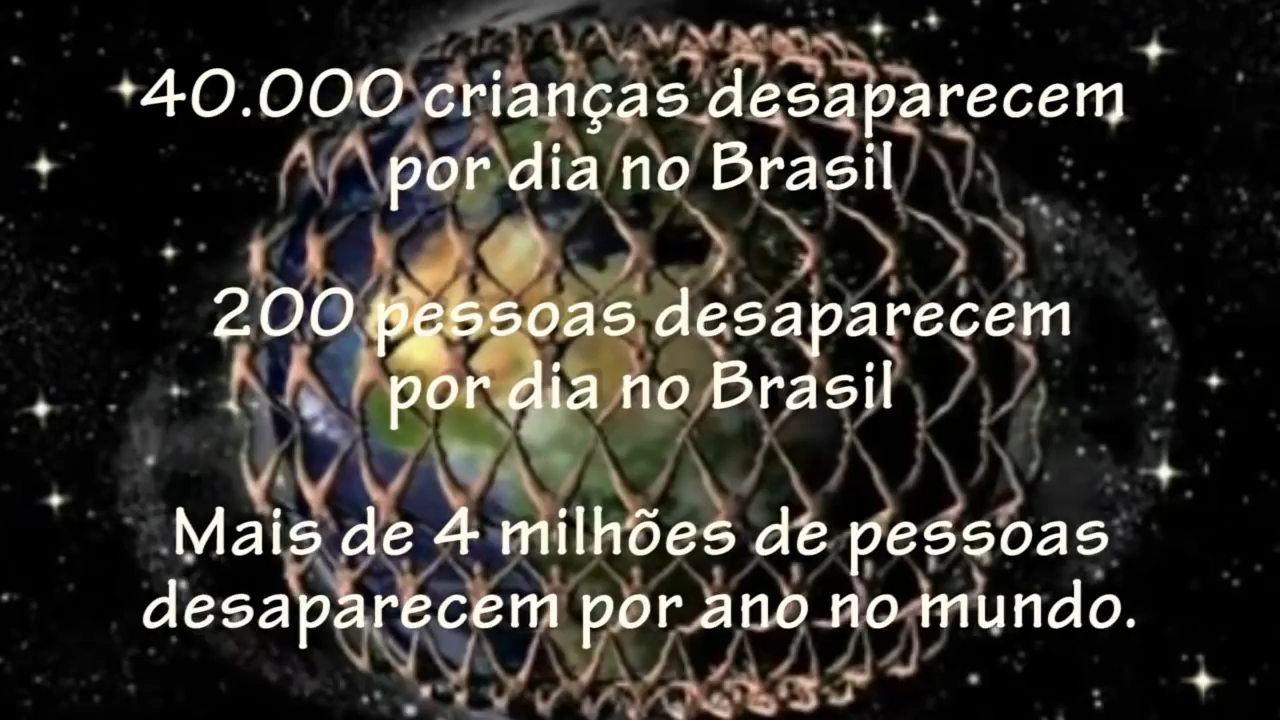 40.000 crianças desaparecem
por dia no Brasil
200 pessoas desaparecem
por dia no Brasil
Mais de 4 milhões de pessoas
desaparecem por ano no mundo.